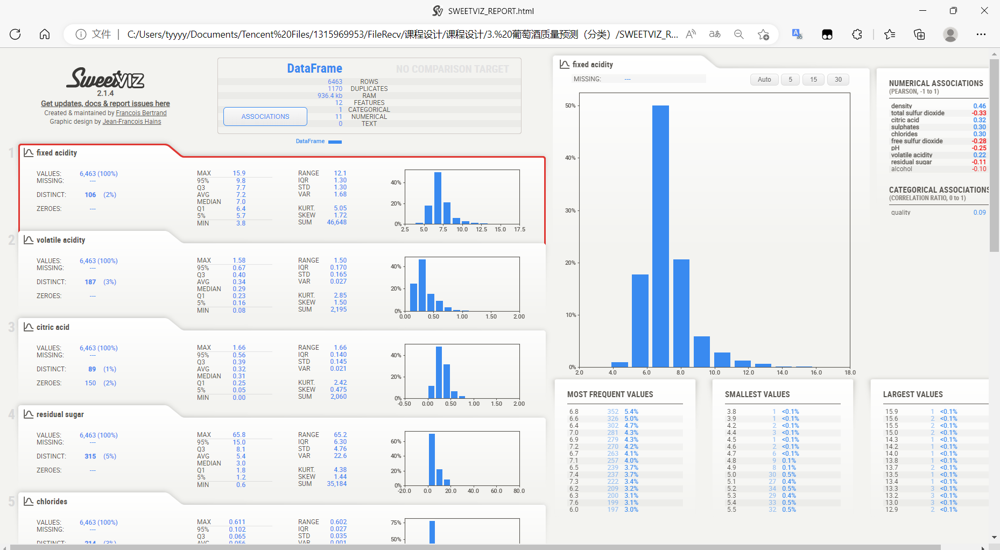 SWEETVIZ_REPORT.html
文件 | C:/Users/tyyyy/Documents/Tencent%20Files/1315969953/FileRecv/课程设计/课程设计/3.%20葡萄酒质量预测（分类）/SWEETVIZ_R...
SweetVIZ
2.1.4
Get updates, docs & report issues here
Created & maintained by Francois Bertrand
Graphic design by Jean-Francois Hains
DataFrame NO COMPARISON TARGET
6463 ROWS
1170 DUPLICATES
936.4 kb RAM
12 FEATURES
1 CATEGORICAL
11 NUMERICAL
0 TEXT
ASSOCIATIONS
DataFrame
1 fixed acidity
VALUES: 6,463 (100%)
MISSING: ---
DISTINCT: 106 (2%)
ZEROES: ---
MAX 15.9
95% 9.8
Q3 7.7
AVG 7.2
MEDIAN 7.0
Q1 6.4
5% 5.7
MIN 3.8
RANGE 12.1
IQR 1.30
STD 1.30
VAR 1.68
KURT. 5.05
SKEW 1.72
SUM 46,648
40%
20%
0%
2.5 5.0 7.5 10.0 12.5 15.0 17.5
2 volatile acidity
VALUES: 6,463 (100%)
MISSING: ---
DISTINCT: 187 (3%)
ZEROES: ---
MAX 1.58
95% 0.67
Q3 0.40
AVG 0.34
MEDIAN 0.29
Q1 0.23
5% 0.16
MIN 0.08
RANGE 1.50
IQR 0.170
STD 0.165
VAR 0.027
KURT. 2.85
SKEW 1.50
SUM 2,195
40%
20%
0%
0.00 0.50 1.00 1.50 2.00
3 citric acid
VALUES: 6,463 (100%)
MISSING: ---
DISTINCT: 89 (1%)
ZEROES: 150 (2%)
MAX 1.66
95% 0.56
Q3 0.39
AVG 0.32
MEDIAN 0.31
Q1 0.25
5% 0.05
MIN 0.00
RANGE 1.66
IQR 0.140
STD 0.145
VAR 0.021
KURT. 2.42
SKEW 0.475
SUM 2,060
40%
20%
0%
-0.50 0.00 0.50 1.00 1.50 2.00
4 residual sugar
VALUES: 6,463 (100%)
MISSING: ---
DISTINCT: 315 (5%)
ZEROES: ---
MAX 65.8
95% 15.0
Q3 8.1
AVG 5.4
MEDIAN 3.0
Q1 1.8
5% 1.2
MIN 0.6
RANGE 65.2
IQR 6.30
STD 4.76
VAR 22.6
KURT. 4.38
SKEW 1.44
SUM 35,184
60%
40%
20%
0%
-20.0 0.0 20.0 40.0 60.0 80.0
5 chlorides
VALUES: 6,463 (100%)
MISSING: ---
DISTINCT: 214 (3%)
MAX 0.611
95% 0.102
Q3 0.065
AVG 0.056
RANGE 0.602
IQR 0.027
STD 0.035
VAR 0.001
75%
50%
fixed acidity
MISSING: ---
Auto 5 15 30
50%
40%
30%
20%
10%
0%
2.0 4.0 6.0 8.0 10.0 12.0 14.0 16.0 18.0
NUMERICAL ASSOCIATIONS
(PEARSON, -1 to 1)
density 0.46
total sulfur dioxide -0.33
citric acid 0.32
sulphates 0.30
chlorides 0.30
free sulfur dioxide -0.28
pH -0.25
volatile acidity 0.22
residual sugar -0.11
alcohol -0.10
CATEGORICAL ASSOCIATIONS
(CORRELATION RATIO, 0 to 1)
quality 0.09
MOST FREQUENT VALUES
6.8 352 5.4%
6.6 326 5.0%
6.4 302 4.7%
7.0 281 4.3%
6.9 279 4.3%
7.2 270 4.2%
6.7 263 4.1%
7.1 257 4.0%
6.5 239 3.7%
7.4 237 3.7%
7.3 222 3.4%
6.2 209 3.2%
6.3 200 3.1%
7.6 199 3.1%
6.0 197 3.0%
SMALLEST VALUES
3.8 1 <0.1%
3.9 1 <0.1%
4.2 2 <0.1%
4.4 3 <0.1%
4.5 1 <0.1%
4.6 2 <0.1%
4.7 6 <0.1%
4.8 9 0.1%
4.9 8 0.1%
5.0 30 0.5%
5.1 27 0.4%
5.2 34 0.5%
5.3 29 0.4%
5.4 33 0.5%
5.5 32 0.5%
LARGEST VALUES
15.9 1 <0.1%
15.6 2 <0.1%
15.5 2 <0.1%
15.0 2 <0.1%
14.3 1 <0.1%
14.2 1 <0.1%
14.0 1 <0.1%
13.8 1 <0.1%
13.7 2 <0.1%
13.5 1 <0.1%
13.4 1 <0.1%
13.3 3 <0.1%
13.2 3 <0.1%
13.0 3 <0.1%
12.9 2 <0.1%